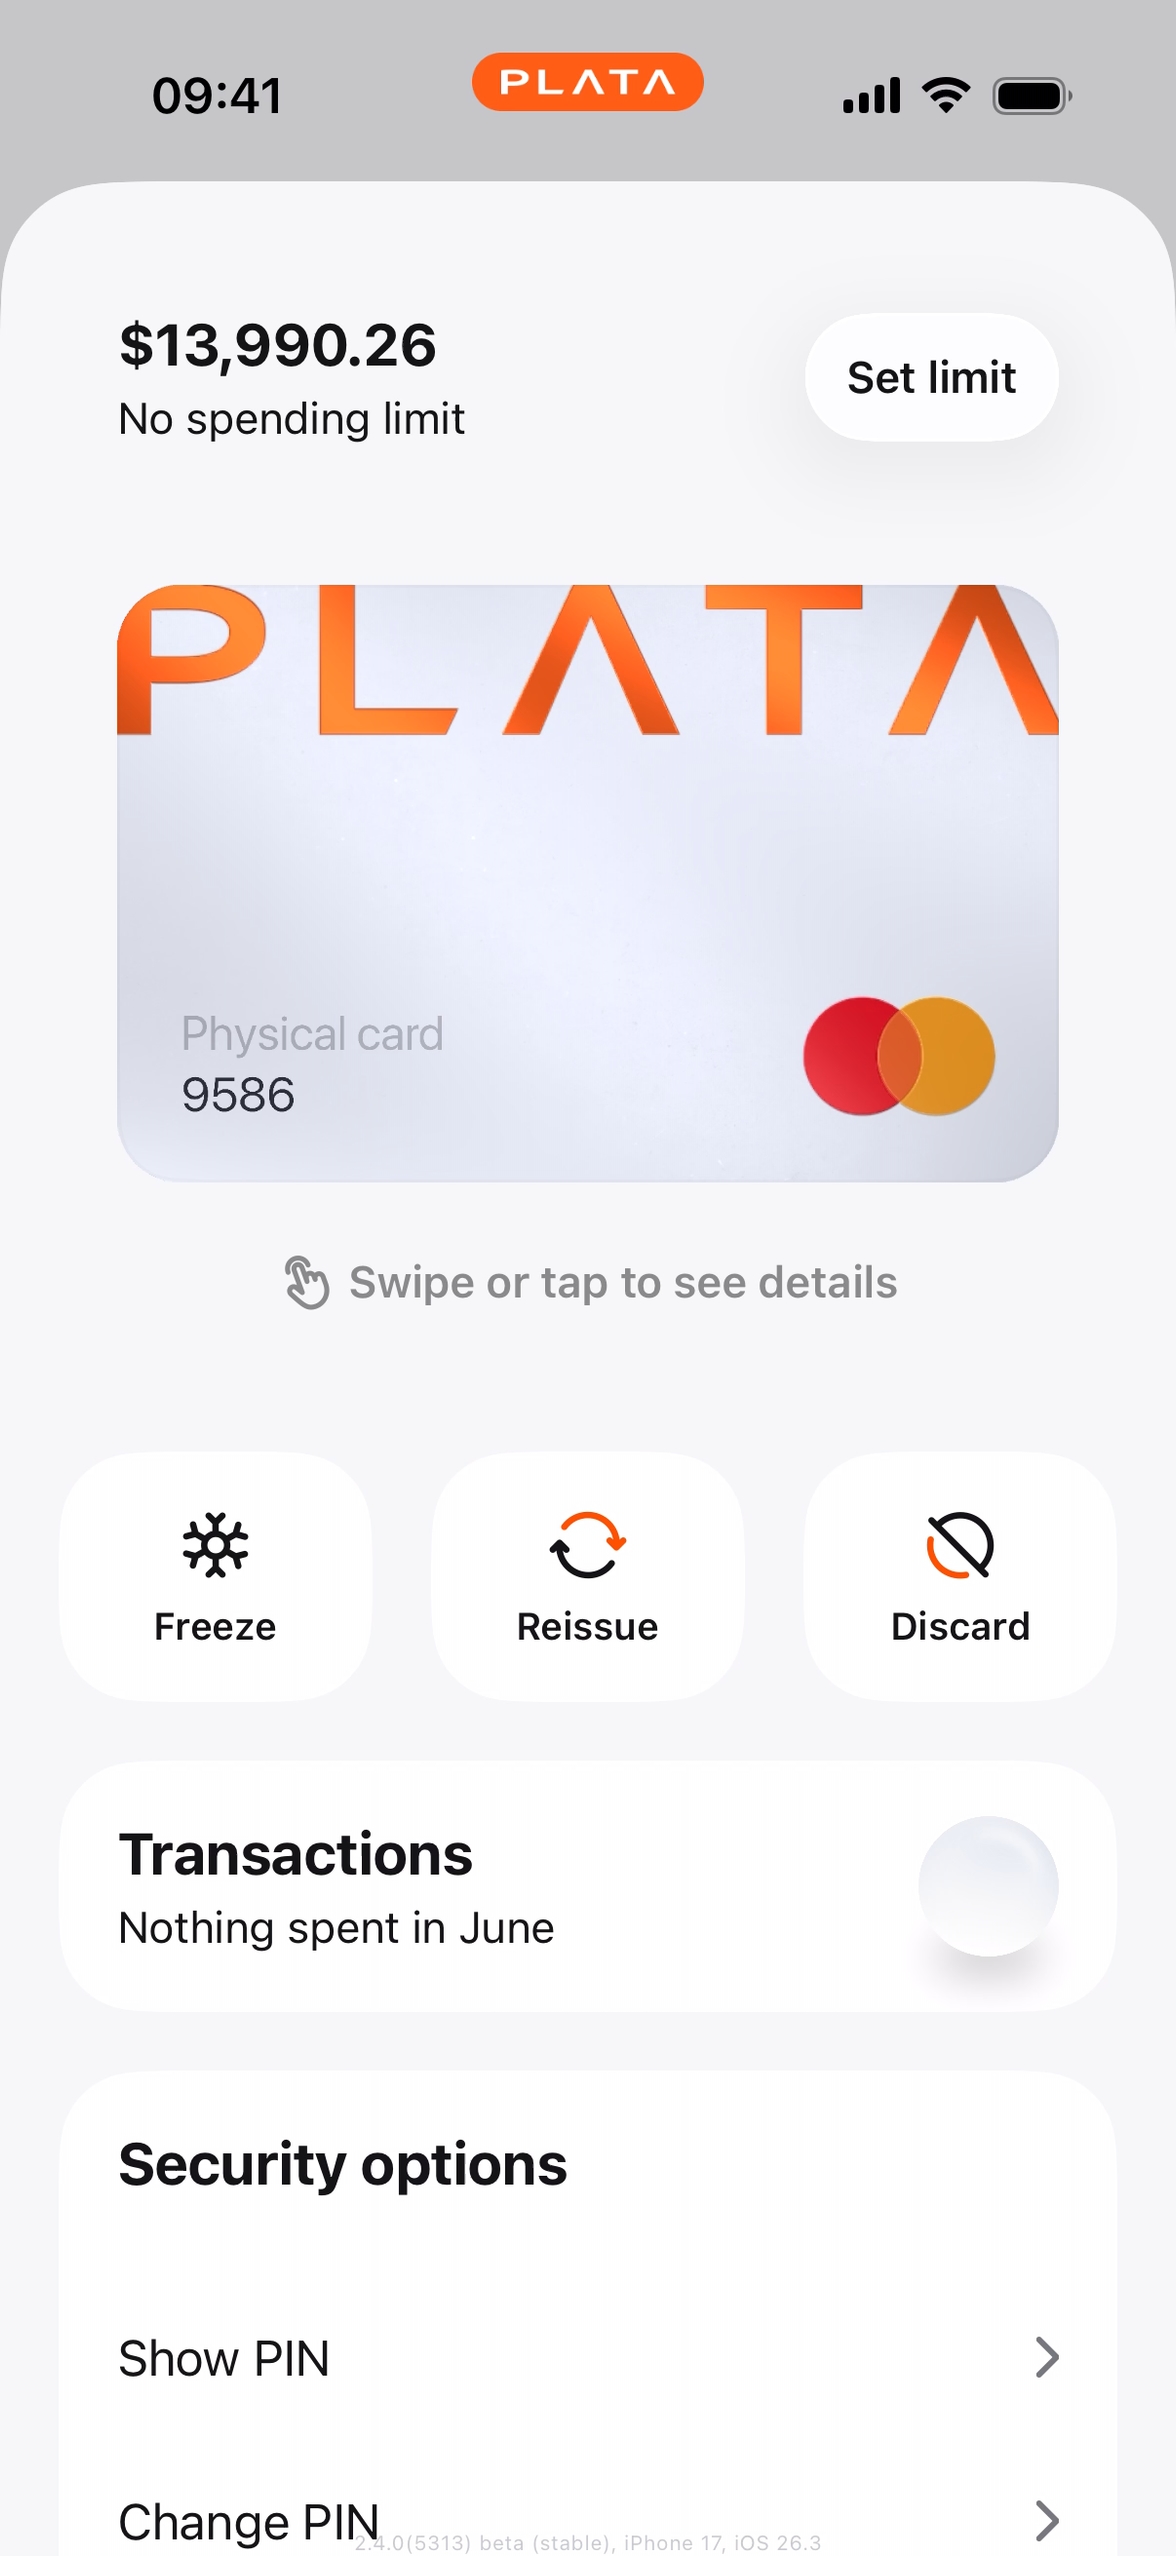 09:41
PLATA
$13,990.26
No spending limit
Set limit
PLATA
Physical card
9586
Swipe or tap to see details
Freeze
Reissue
Discard
Transactions
Nothing spent in June
Security options
Show PIN
Change PIN
2.4.0(5313) beta (stable), iPhone 17, iOS 26.3